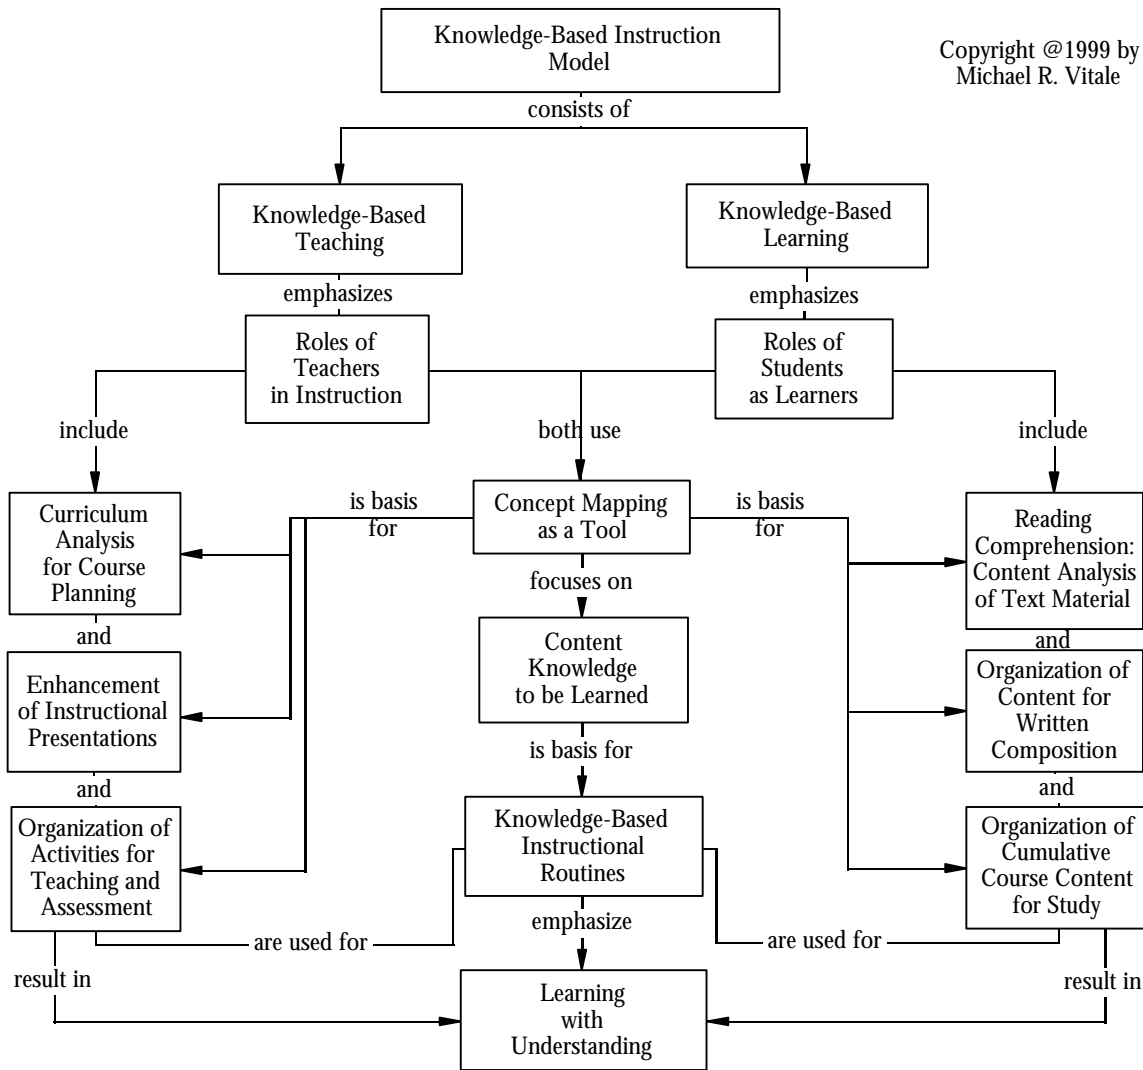 Knowledge-Based Instruction
Model
Copyright @1999 by
Michael R. Vitale
consists of
Knowledge-Based
Teaching
Knowledge-Based
Learning
emphasizes
emphasizes
Roles of
Teachers
in Instruction
Roles of
Students
as Learners
include
both use
include
Curriculum
Analysis
for Course
Planning
is basis
for
Concept Mapping
as a Tool
is basis
for
Reading
Comprehension:
Content Analysis
of Text Material
focuses on
and
and
Content
Knowledge
to be Learned
Enhancement
of Instructional
Presentations
Organization of
Content for
Written
Composition
is basis for
and
and
Organization of
Activities for
Teaching and
Assessment
Knowledge-Based
Instructional
Routines
Organization of
Cumulative
Course Content
for Study
emphasize
are used for
are used for
result in
result in
Learning
with
Understanding